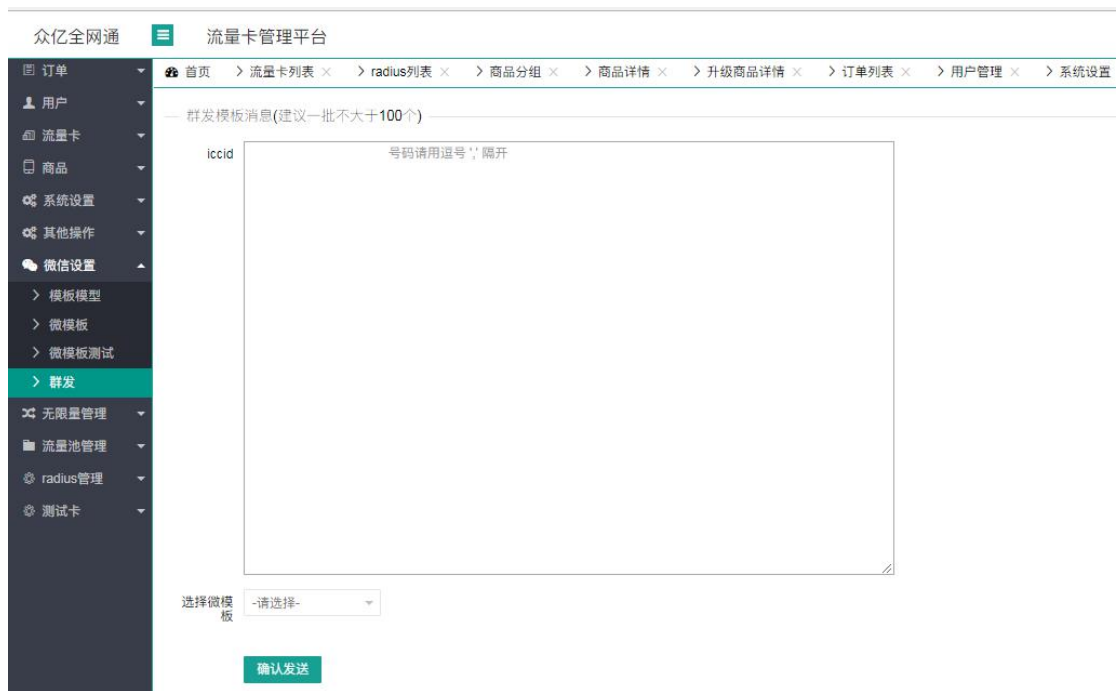 众亿全网通
流量卡管理平台
订单
用户
流量卡
商品
系统设置
其他操作
微信设置
模板模型
微模板
微模板测试
群发
无限量管理
流量池管理
radius管理
测试卡
首页 流量卡列表 radius列表 商品分组 商品详情 升级商品详情 订单列表 用户管理 系统设置
群发模板消息(建议一批不大于100个)
iccid
号码请用逗号 ',' 隔开
选择微模
板
-请选择-
确认发送